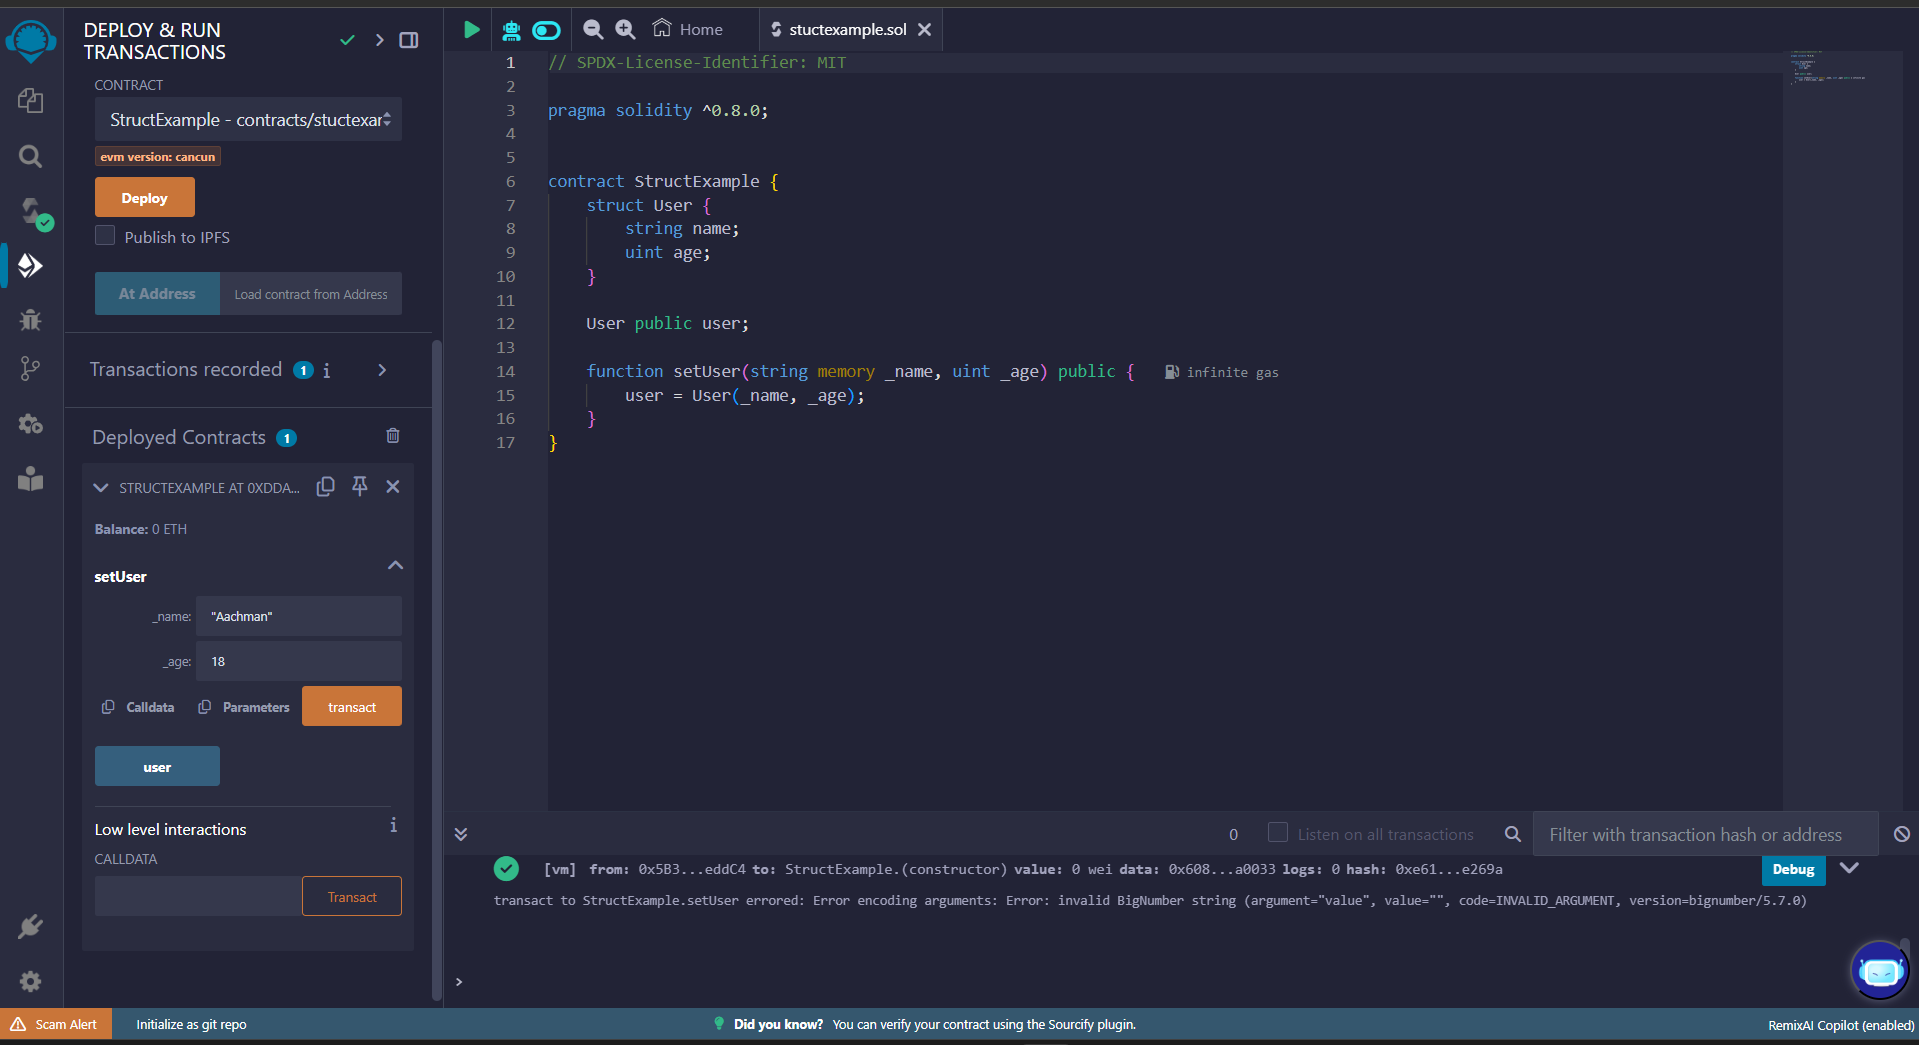 DEPLOY & RUN
TRANSACTIONS
CONTRACT
StructExample - contracts/stuctexar
evm version: cancun
Deploy
Publish to IPFS
At Address
Load contract from Address
Transactions recorded 1 i
Deployed Contracts 1
STRUCTEXAMPLE AT 0XDDA...
Balance: 0 ETH
setUser
_name: "Aachman"
_age: 18
Calldata
Parameters
transact
user
Low level interactions i
CALLDATA
Transact
Home
stuctexample.sol
1 // SPDX-License-Identifier: MIT
2
3 pragma solidity ^0.8.0;
4
5
6 contract StructExample {
7 struct User {
8 string name;
9 uint age;
10 }
11
12 User public user;
13
14 function setUser(string memory _name, uint _age) public { infinite gas
15 user = User(_name, _age);
16 }
17 }
0
Listen on all transactions
Filter with transaction hash or address
[vm] from: 0x5B3...eddC4 to: StructExample.(constructor) value: 0 wei data: 0x608...a0033 logs: 0 hash: 0xe61...e269a
Debug
transact to StructExample.setUser errored: Error encoding arguments: Error: invalid BigNumber string (argument="value", value="", code=INVALID_ARGUMENT, version=bignumber/5.7.0)
>
Scam Alert
Initialize as git repo
Did you know? You can verify your contract using the Sourcify plugin.
RemixAI Copilot (enabled)